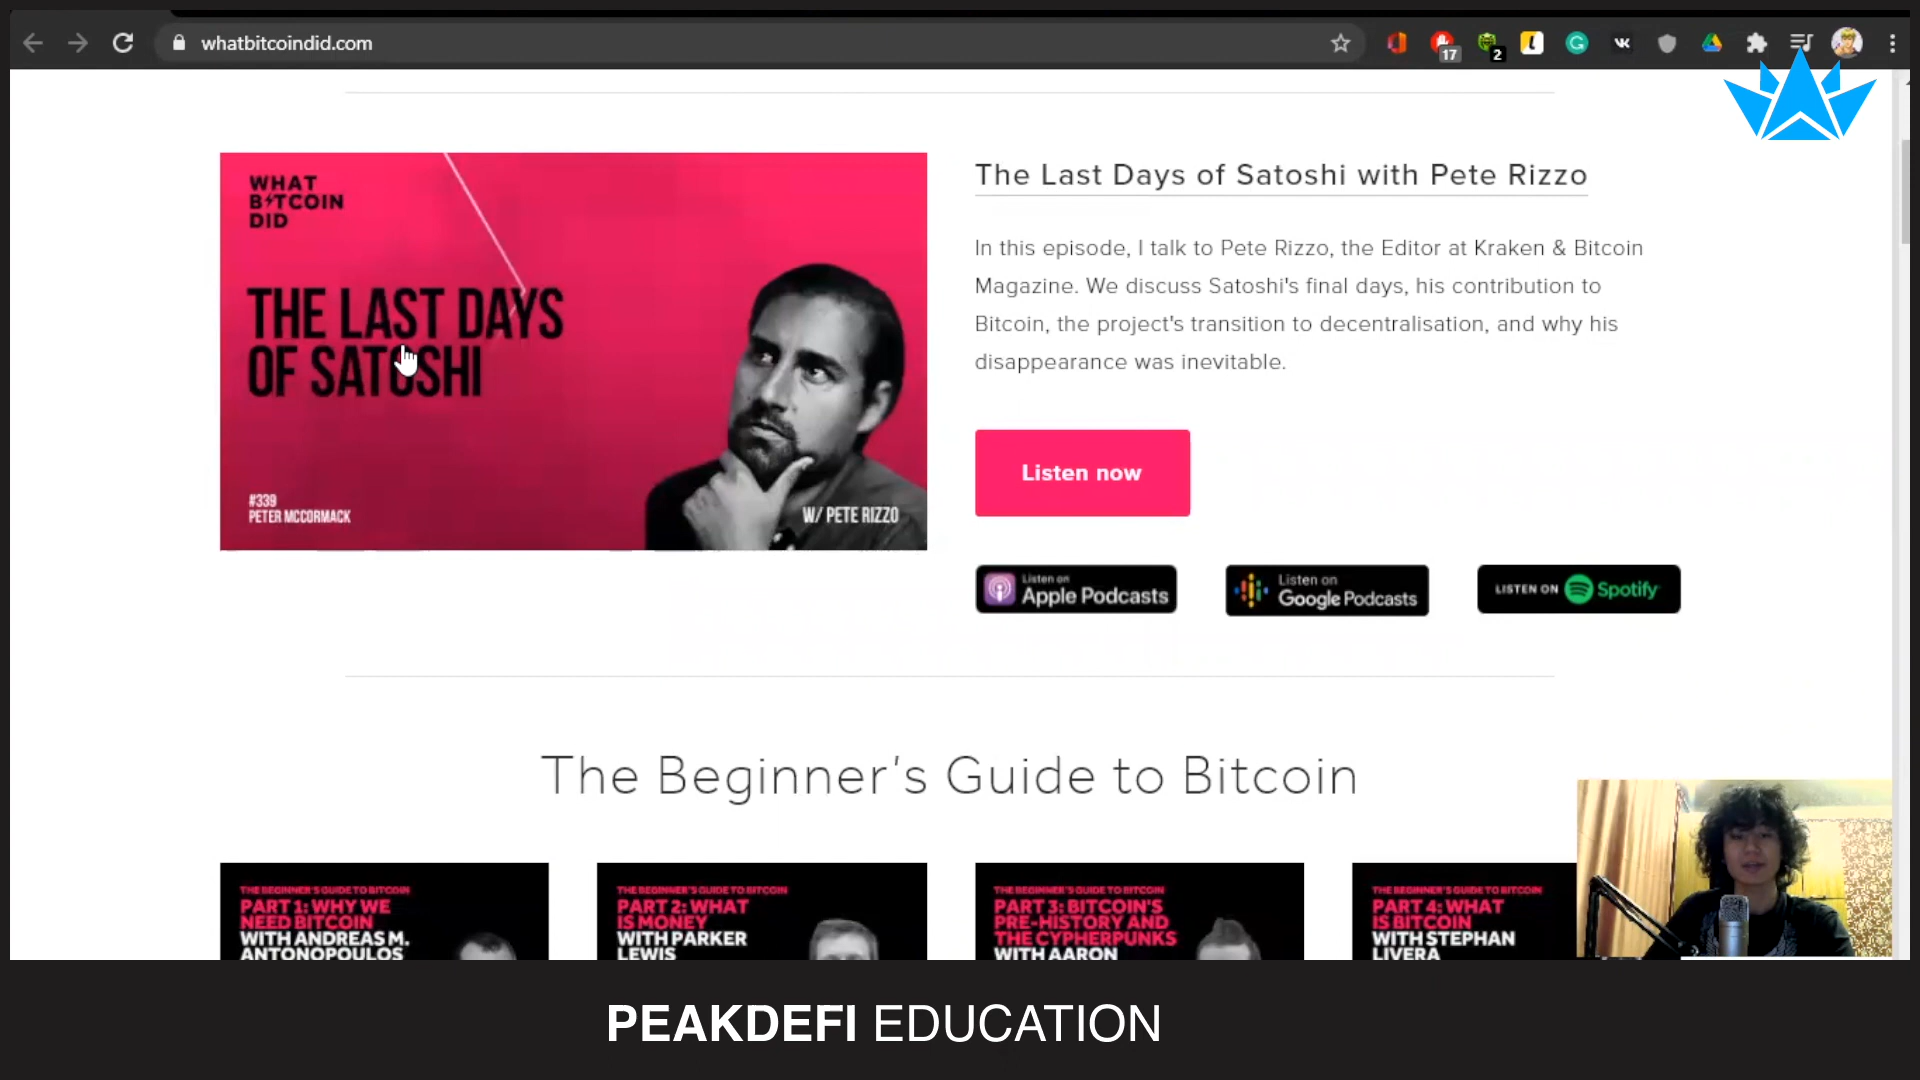 whatbitcoindid.com
17
2
WHAT
B⚡TCOIN
DID
THE LAST DAYS
OF SATOSHI
#339
PETER MCCORMACK
W/ PETE RIZZO
The Last Days of Satoshi with Pete Rizzo
In this episode, I talk to Pete Rizzo, the Editor at Kraken & Bitcoin
Magazine. We discuss Satoshi's final days, his contribution to
Bitcoin, the project's transition to decentralisation, and why his
disappearance was inevitable.
Listen now
Listen on
Apple Podcasts
Listen on
Google Podcasts
LISTEN ON Spotify
The Beginner's Guide to Bitcoin
THE BEGINNER'S GUIDE TO BITCOIN
PART 1: WHY WE
NEED BITCOIN
WITH ANDREAS M.
ANTONOPOULOS
THE BEGINNER'S GUIDE TO BITCOIN
PART 2: WHAT
IS MONEY
WITH PARKER
LEWIS
THE BEGINNER'S GUIDE TO BITCOIN
PART 3: BITCOIN'S
PRE-HISTORY AND
THE CYPHERPUNKS
WITH AARON
THE BEGINNER'S GUIDE TO BITCOIN
PART 4: WHAT
IS BITCOIN
WITH STEPHAN
LIVERA
PEAKDEFI EDUCATION